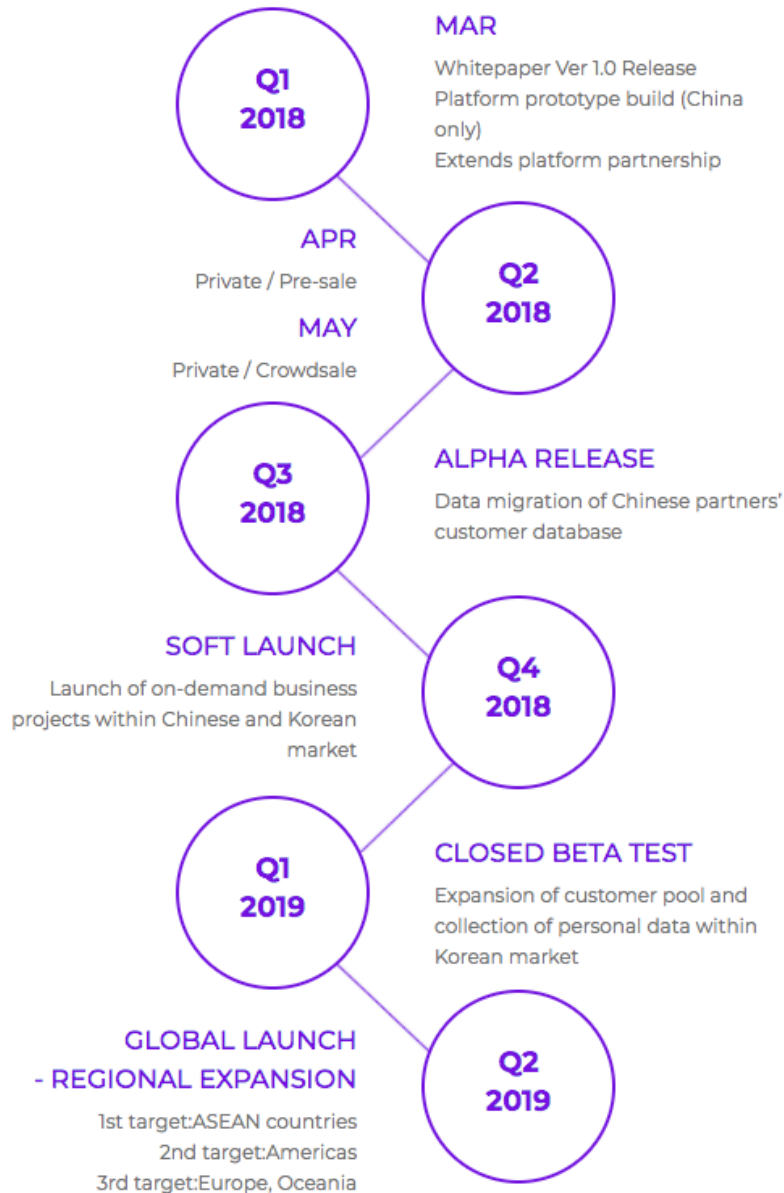 Q1
2018
MAR
Whitepaper Ver 1.0 Release
Platform prototype build (China
only)
Extends platform partnership
APR
Private / Pre-sale
MAY
Private / Crowdsale
Q2
2018
Q3
2018
ALPHA RELEASE
Data migration of Chinese partners'
customer database
SOFT LAUNCH
Launch of on-demand business
projects within Chinese and Korean
market
Q4
2018
Q1
2019
CLOSED BETA TEST
Expansion of customer pool and
collection of personal data within
Korean market
GLOBAL LAUNCH
- REGIONAL EXPANSION
1st target:ASEAN countries
2nd target:Americas
3rd target:Europe, Oceania
Q2
2019